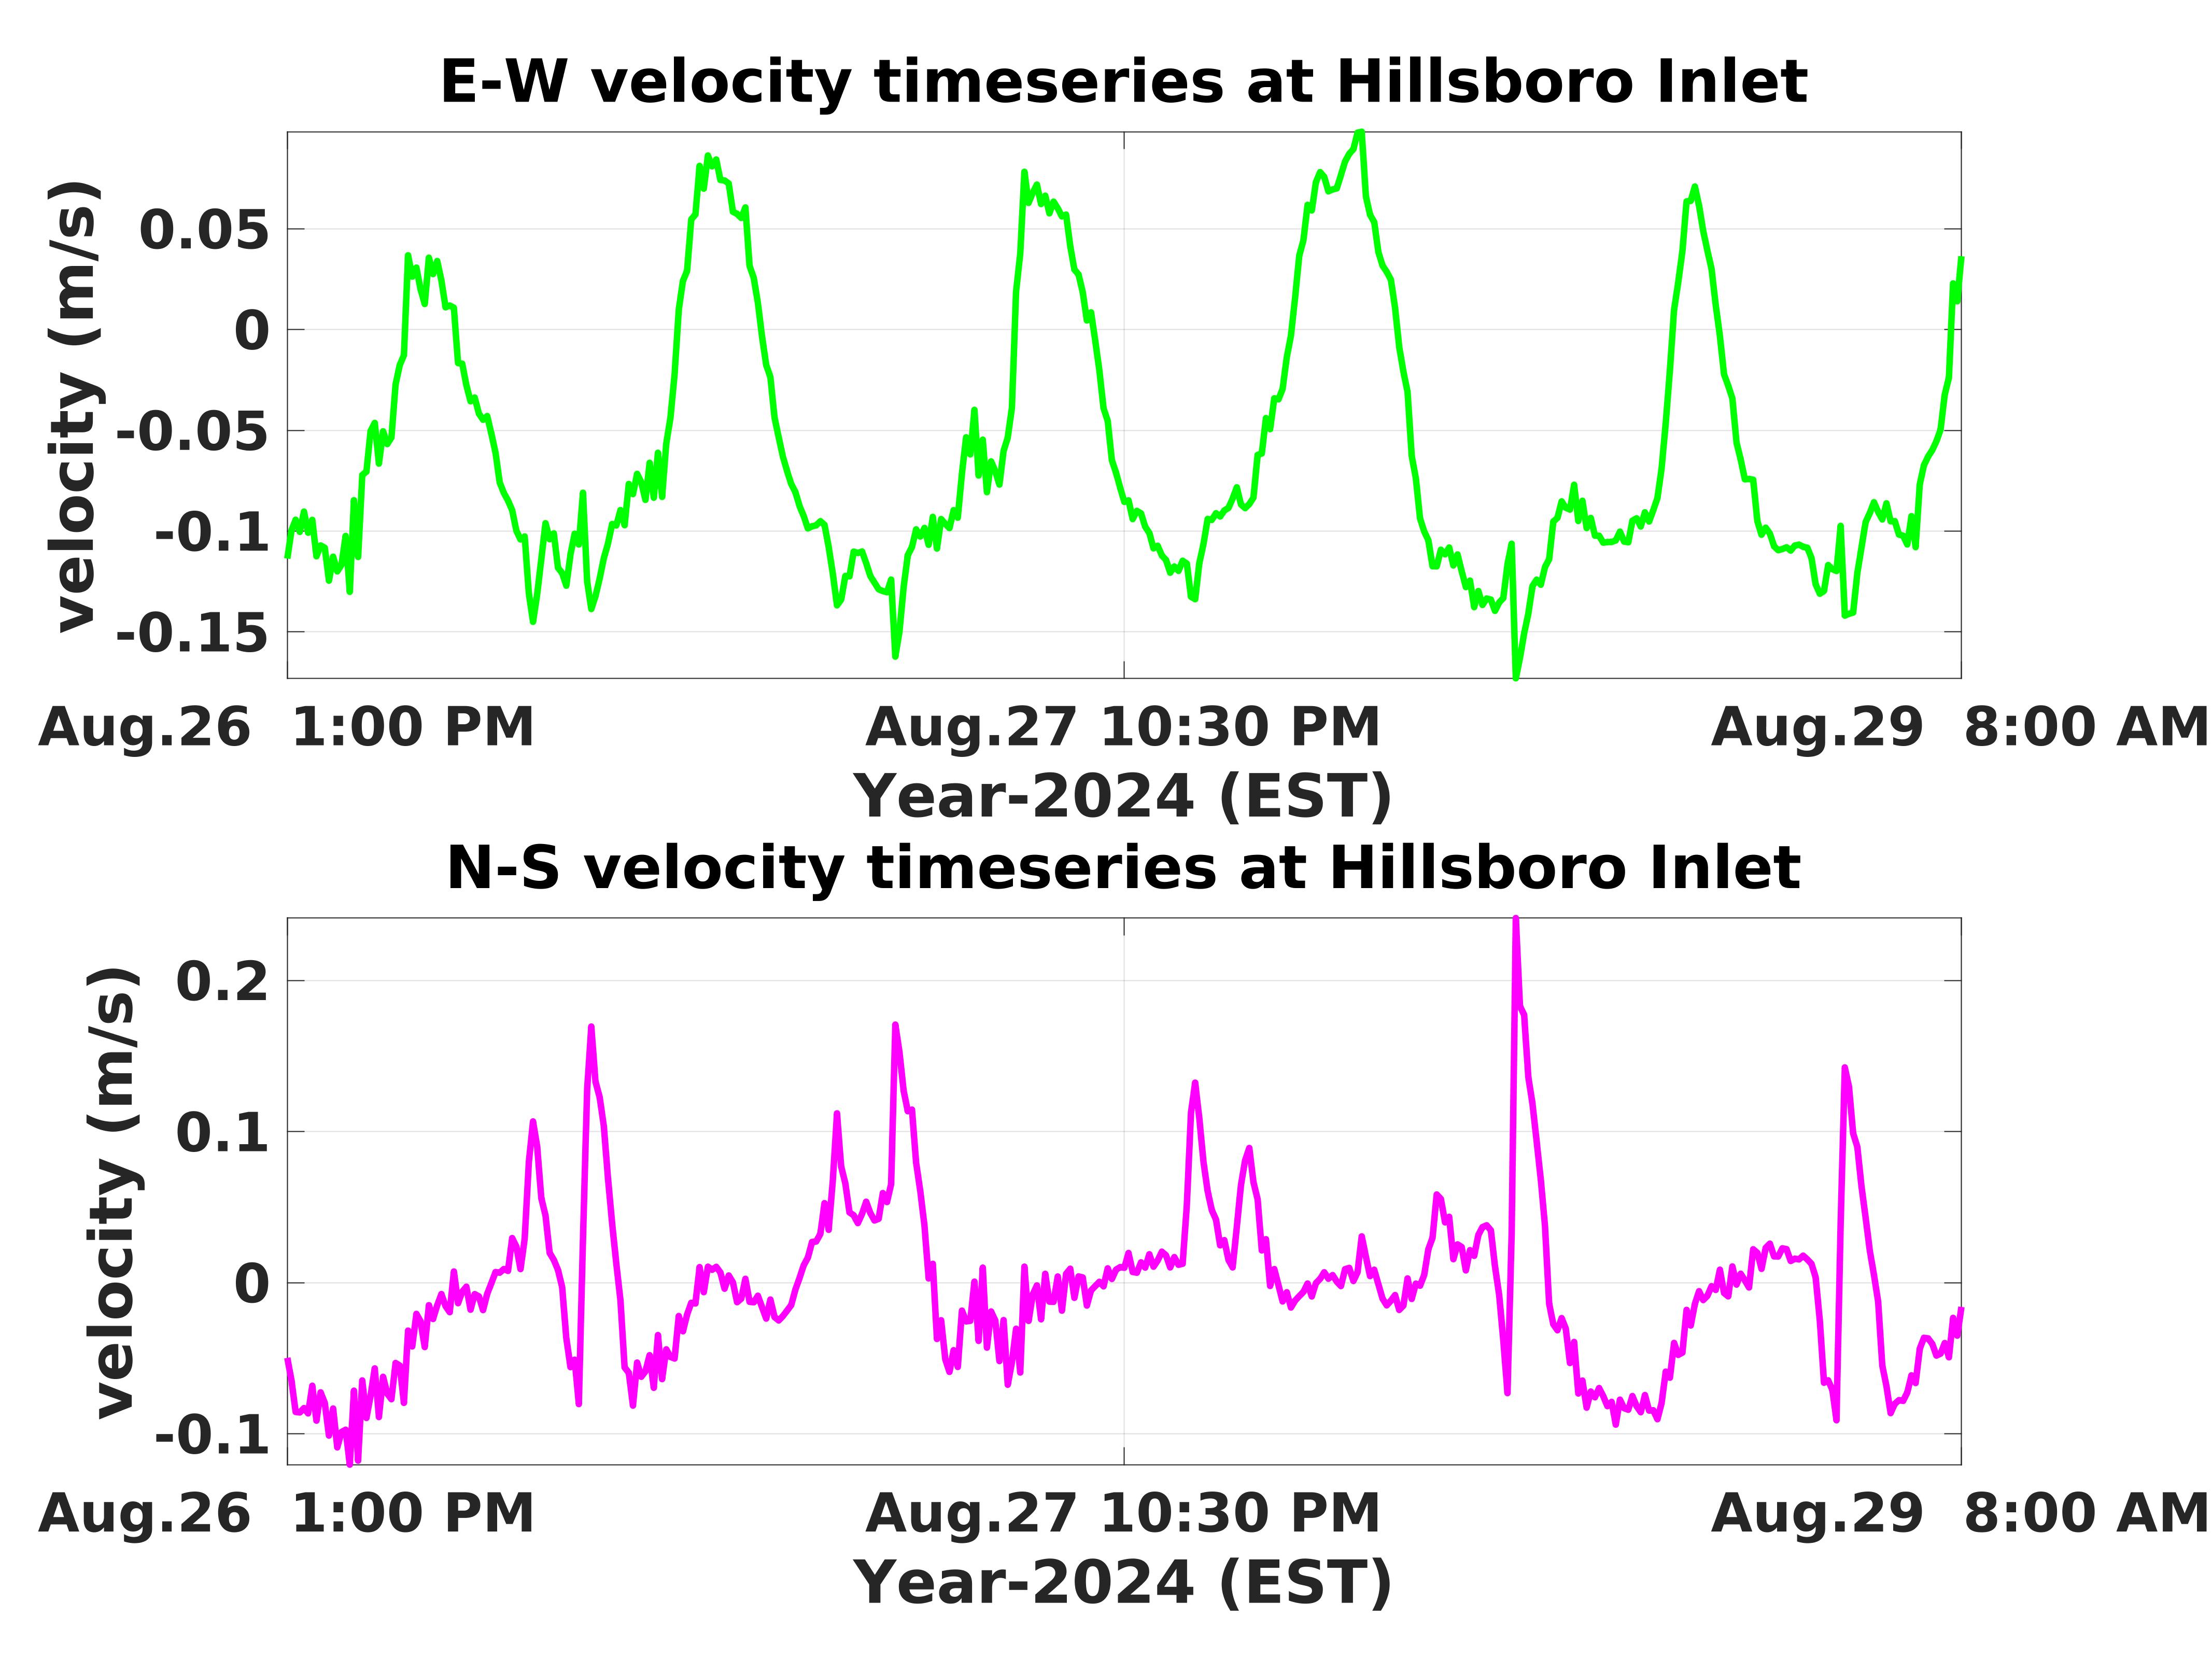 E-W velocity timeseries at Hillsboro Inlet
velocity (m/s)
0.05
0
-0.05
-0.1
-0.15
Aug.26  1:00 PM
Aug.27 10:30 PM
Aug.29  8:00 AM
Year-2024 (EST)
N-S velocity timeseries at Hillsboro Inlet
velocity (m/s)
0.2
0.1
0
-0.1
Aug.26  1:00 PM
Aug.27 10:30 PM
Aug.29  8:00 AM
Year-2024 (EST)